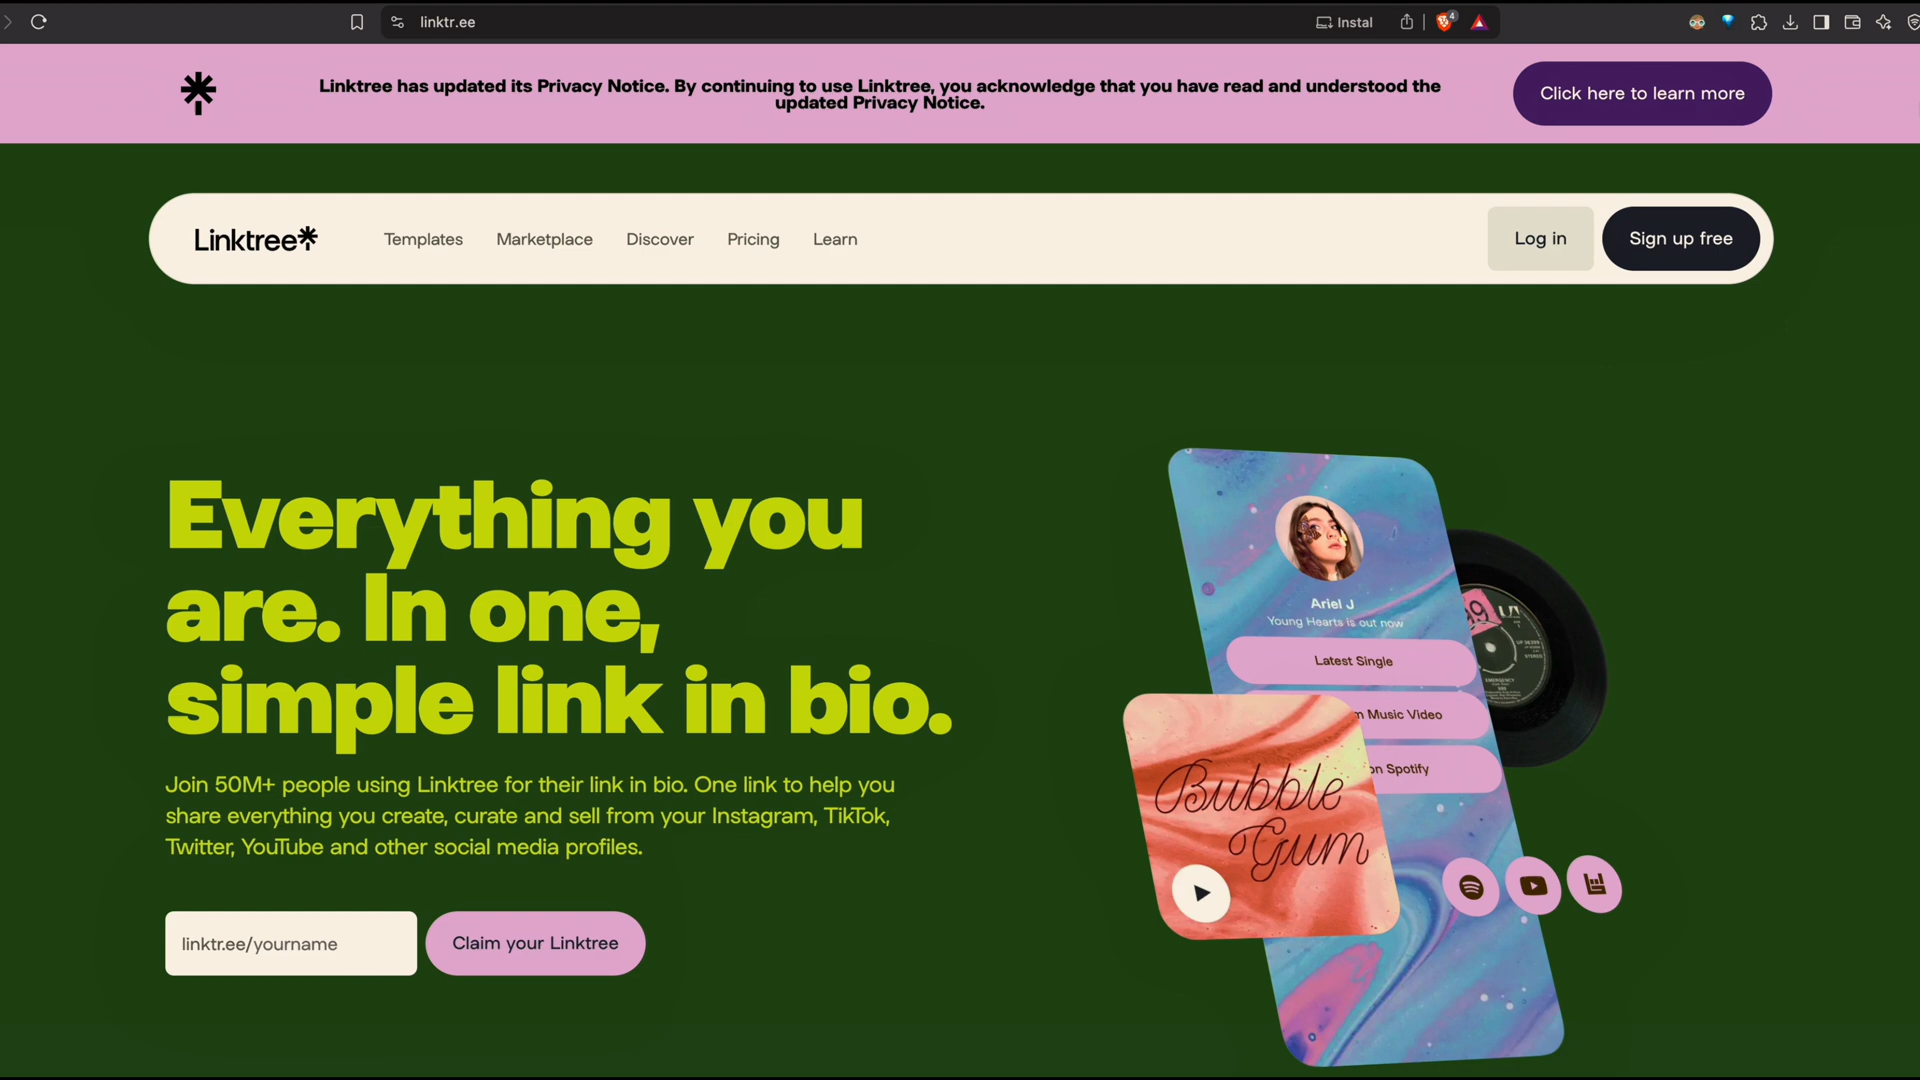 linktr.ee
Instal
4
Linktree has updated its Privacy Notice. By continuing to use Linktree, you acknowledge that you have read and understood the
updated Privacy Notice.
Click here to learn more
Linktree
Templates
Marketplace
Discover
Pricing
Learn
Log in
Sign up free
Everything you
are. In one,
simple link in bio.
Join 50M+ people using Linktree for their link in bio. One link to help you
share everything you create, curate and sell from your Instagram, TikTok,
Twitter, YouTube and other social media profiles.
linktr.ee/yourname
Claim your Linktree
Ariel J
Young Hearts is out now
Latest Single
Music Video
on Spotify
Bubble
Gum